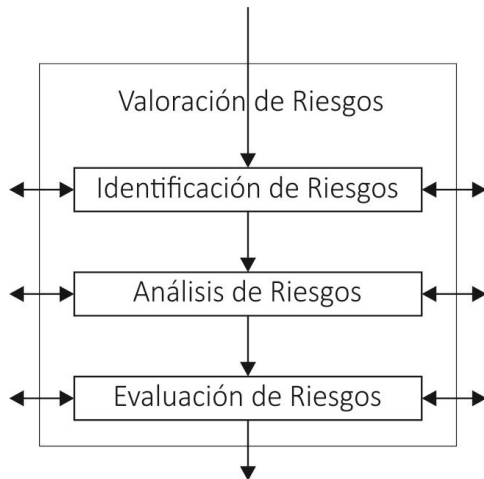 Valoración de Riesgos
Identificación de Riesgos
Análisis de Riesgos
Evaluación de Riesgos